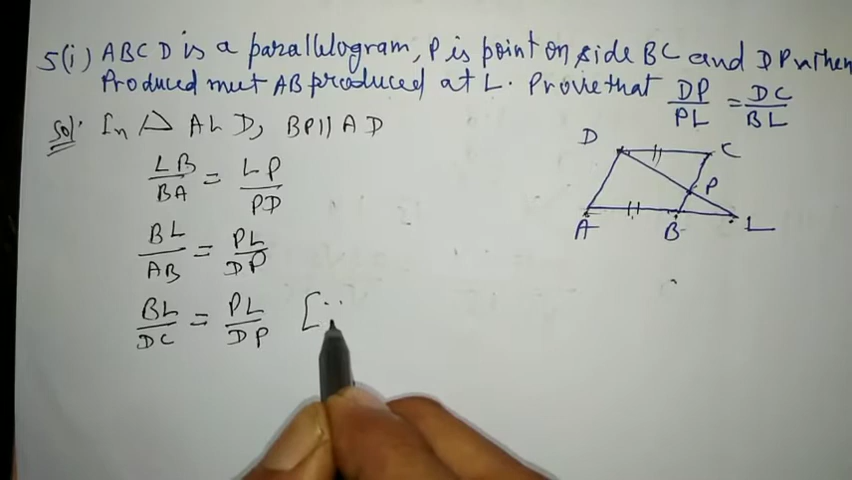 5(i) ABCD is a parallelogram, P is point on side BC and DP when
Produced meet AB produced at L. Prove that DP/PL = DC/BL
Sol: In △ ALD, BP || AD
LB/BA = LP/PD
BL/AB = PL/DP
BL/DC = PL/DP [∵
D
C
P
A
B
L